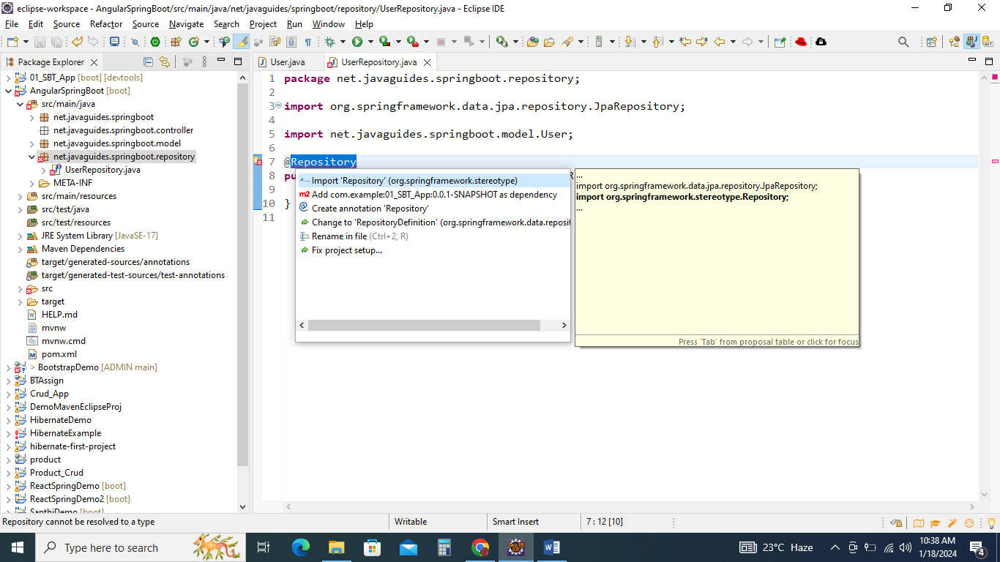 eclipse-workspace - AngularSpringBoot/src/main/java/net/javaguides/springboot/repository/UserRepository.java - Eclipse IDE
File Edit Source Refactor Source Navigate Search Project Run Window Help
Package Explorer
01_SBT_App [boot] [devtools]
AngularSpringBoot [boot]
src/main/java
net.javaguides.springboot
net.javaguides.springboot.controller
net.javaguides.springboot.model
net.javaguides.springboot.repository
UserRepository.java
META-INF
src/main/resources
src/test/java
src/test/resources
JRE System Library [JavaSE-17]
Maven Dependencies
target/generated-sources/annotations
target/generated-test-sources/test-annotations
src
target
HELP.md
mvnw
mvnw.cmd
pom.xml
> BootstrapDemo [ADMIN main]
BTAssign
Crud_App
DemoMavenEclipseProj
HibernateDemo
HibernateExample
hibernate-first-project
product
Product_Crud
ReactSpringDemo [boot]
ReactSpringDemo2 [boot]
SanthiDemo [boot]
User.java
UserRepository.java
1 package net.javaguides.springboot.repository;
2
3 import org.springframework.data.jpa.repository.JpaRepository;
4
5 import net.javaguides.springboot.model.User;
6
7 @Repository
8 pu
9
10 }
11
Import 'Repository' (org.springframework.stereotype)
Add com.example:01_SBT_App:0.0.1-SNAPSHOT as dependency
Create annotation 'Repository'
Change to 'RepositoryDefinition' (org.springframework.data.reposit
Rename in file (Ctrl+2, R)
Fix project setup...
...
import org.springframework.data.jpa.repository.JpaRepository;
import org.springframework.stereotype.Repository;
...
Press 'Tab' from proposal table or click for focus
Repository cannot be resolved to a type
Writable
Smart Insert
7 : 12 [10]
Type here to search
23°C Haze
10:38 AM
1/18/2024
4